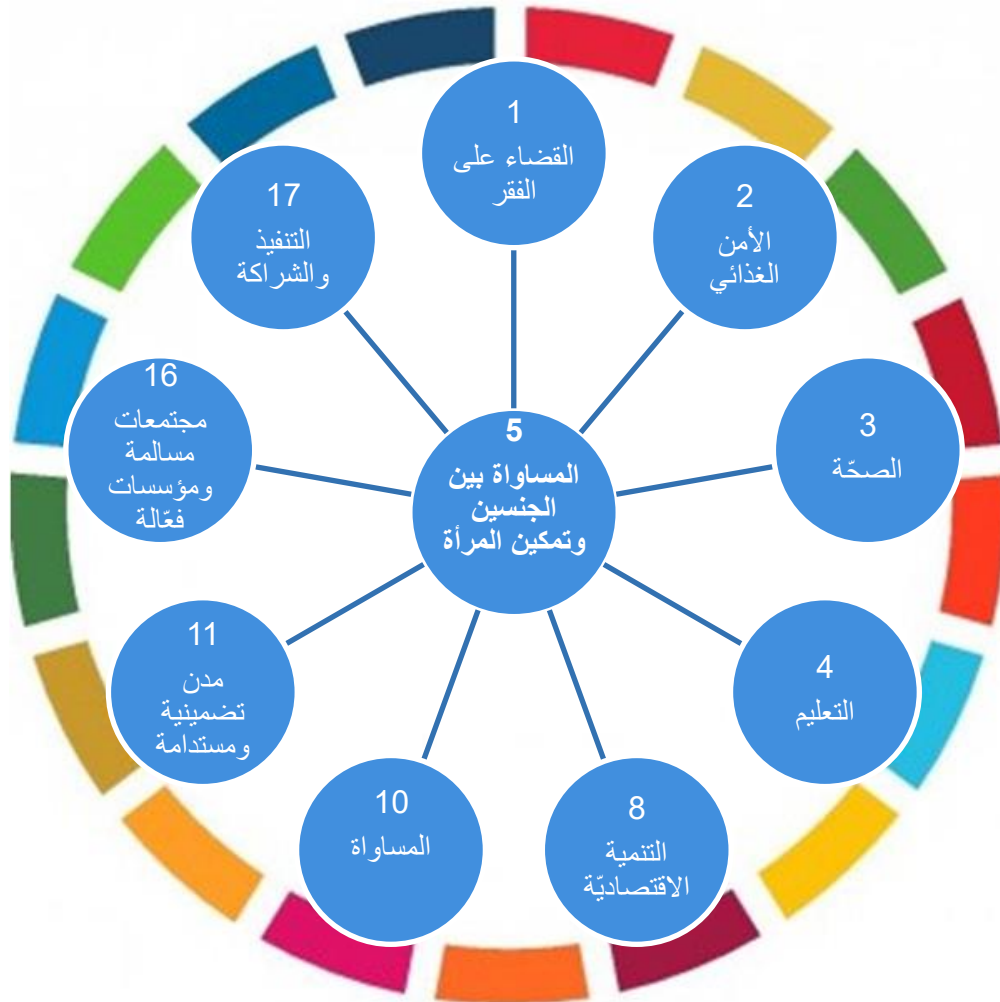 1
القضاء على
الفقر
2
الأمن
الغذائي
3
الصحّة
4
التعليم
8
التنمية
الاقتصاديّة
10
المساواة
11
مدن
تضمينية
ومستدامة
16
مجتمعات
مسالمة
ومؤسسات
فعّالة
17
التنفيذ
والشراكة
5
المساواة بين
الجنسين
وتمكين المرأة